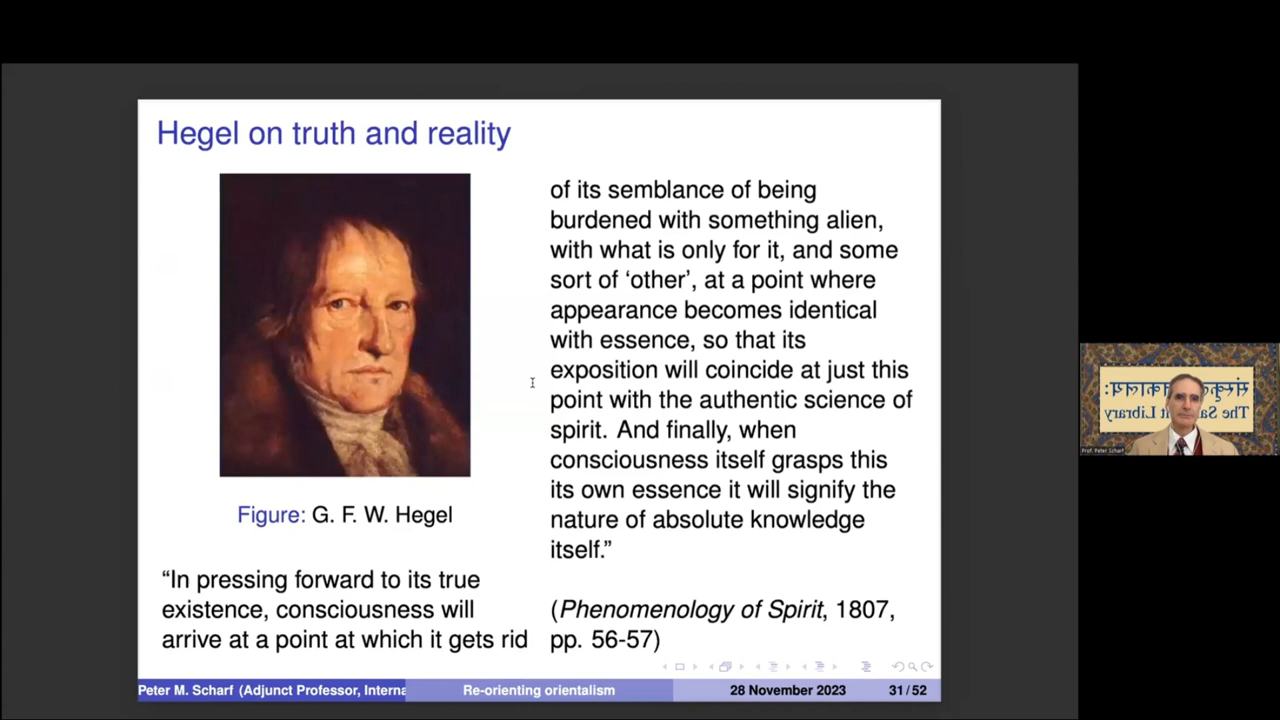 Hegel on truth and reality
Figure: G. F. W. Hegel
“In pressing forward to its true
existence, consciousness will
arrive at a point at which it gets rid
of its semblance of being
burdened with something alien,
with what is only for it, and some
sort of ‘other’, at a point where
appearance becomes identical
with essence, so that its
exposition will coincide at just this
point with the authentic science of
spirit. And finally, when
consciousness itself grasps this
its own essence it will signify the
nature of absolute knowledge
itself.”
(Phenomenology of Spirit, 1807,
pp. 56-57)
Peter M. Scharf (Adjunct Professor, Interna
Re-orienting orientalism
28 November 2023
31 / 52
The Sa t Library
Prof. Peter Scharf